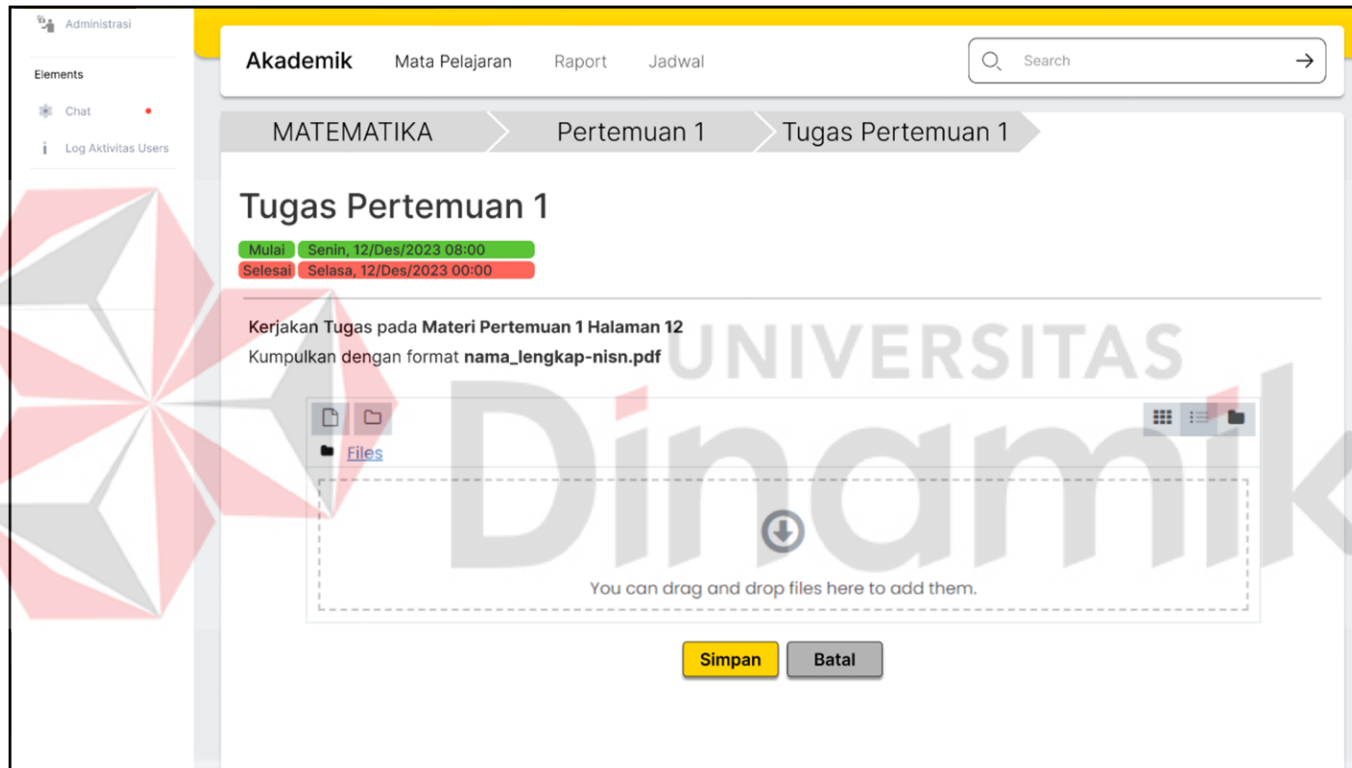 Administrasi
Elements
Chat
Log Aktivitas Users
Akademik Mata Pelajaran Raport Jadwal Search
MATEMATIKA Pertemuan 1 Tugas Pertemuan 1
Tugas Pertemuan 1
Mulai Senin, 12/Des/2023 08:00
Selesai Selasa, 12/Des/2023 00:00
Kerjakan Tugas pada Materi Pertemuan 1 Halaman 12
Kumpulkan dengan format nama_lengkap-nisn.pdf
UNIVERSITAS
Dinamik
Files
You can drag and drop files here to add them.
Simpan Batal